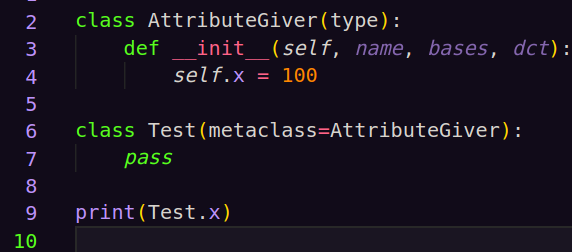 2 class AttributeGiver(type):
3     def __init__(self, name, bases, dct):
4         self.x = 100
5
6 class Test(metaclass=AttributeGiver):
7     pass
8
9 print(Test.x)
10